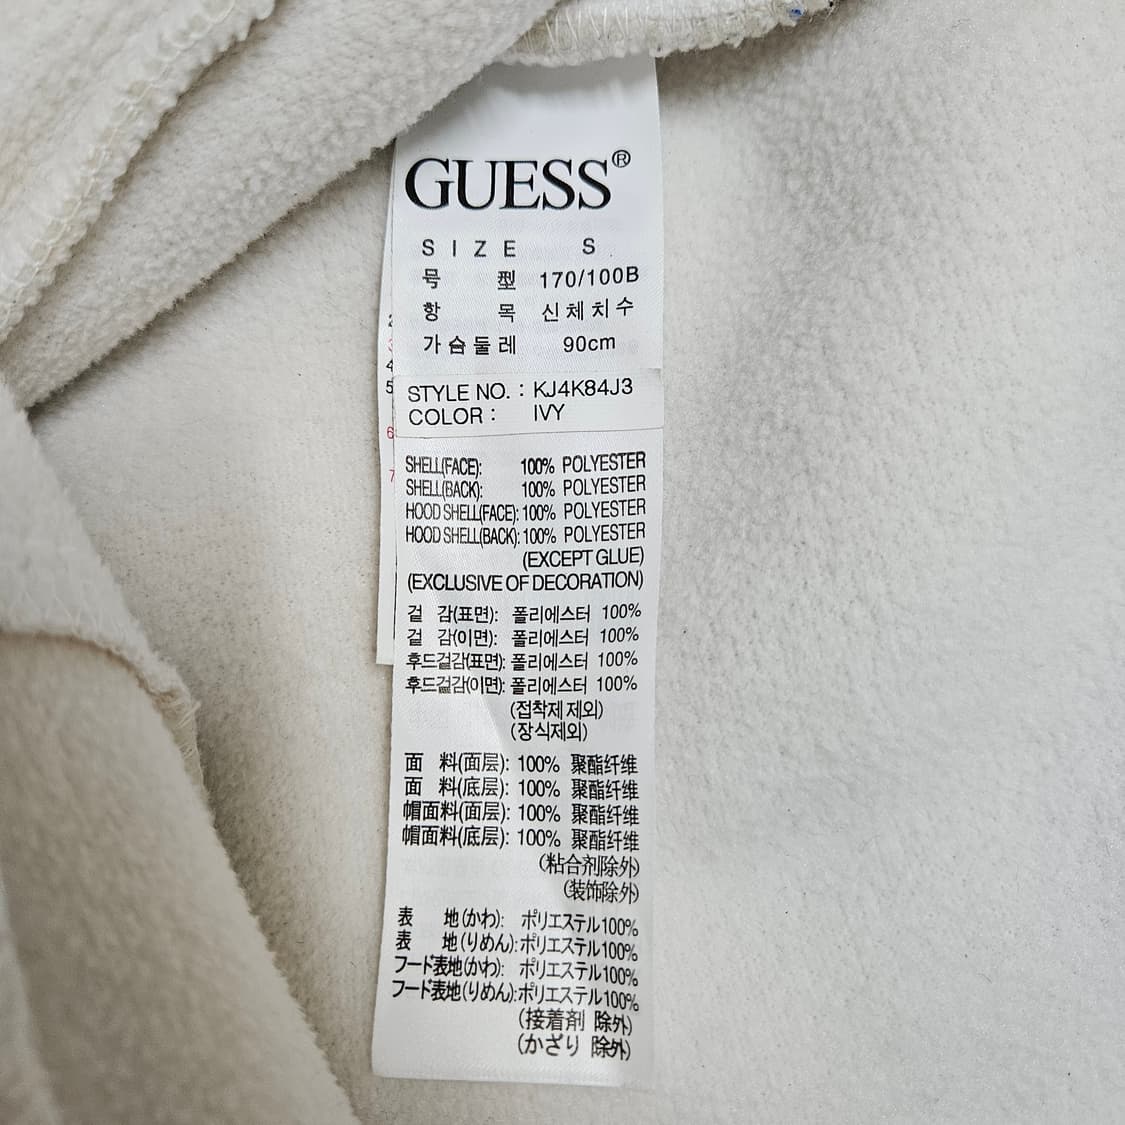 GUESS®
SIZE S
号型 170/100B
항목 신체치수
가슴둘레 90cm
STYLE NO. : KJ4K84J3
COLOR : IVY
SHELL(FACE): 100% POLYESTER
SHELL(BACK): 100% POLYESTER
HOOD SHELL(FACE): 100% POLYESTER
HOOD SHELL(BACK): 100% POLYESTER
(EXCEPT GLUE)
(EXCLUSIVE OF DECORATION)
겉 감(표면): 폴리에스터 100%
겉 감(이면): 폴리에스터 100%
후드겉감(표면): 폴리에스터 100%
후드겉감(이면): 폴리에스터 100%
(접착제 제외)
(장식제외)
面 料(面层): 100% 聚酯纤维
面 料(底层): 100% 聚酯纤维
帽面料(面层): 100% 聚酯纤维
帽面料(底层): 100% 聚酯纤维
(粘合剂除外)
(装饰除外)
表 地(かわ): ポリエステル100%
表 地(りめん): ポリエステル100%
フード表地(かわ): ポリエステル100%
フード表地(りめん): ポリエステル100%
(接着剤 除外)
(かざり 除外)
4
5
6
7